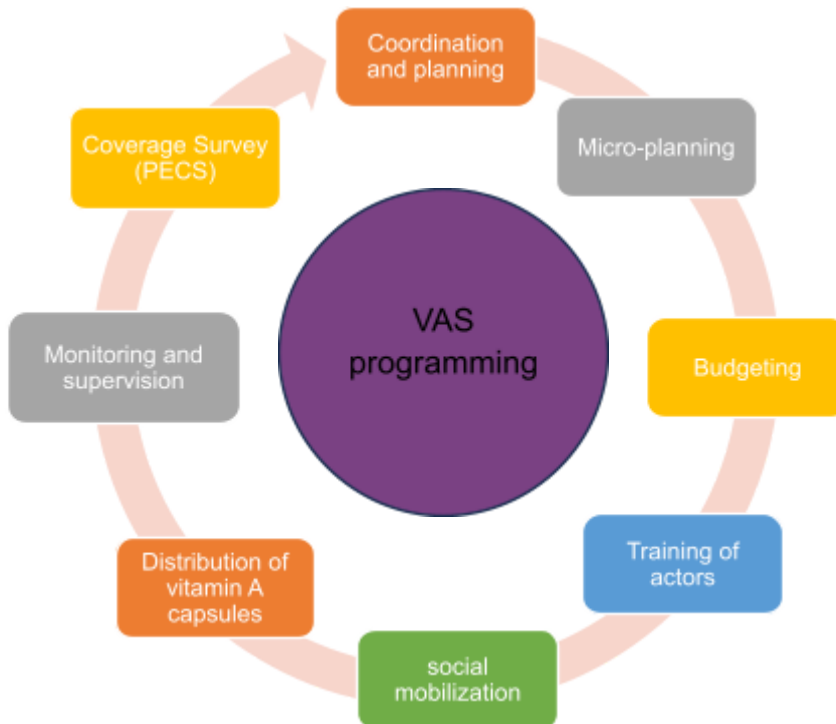 Coordination
and planning
Micro-planning
Budgeting
Training of
actors
social
mobilization
Distribution of
vitamin A
capsules
Monitoring and
supervision
Coverage Survey
(PECS)
VAS
programming